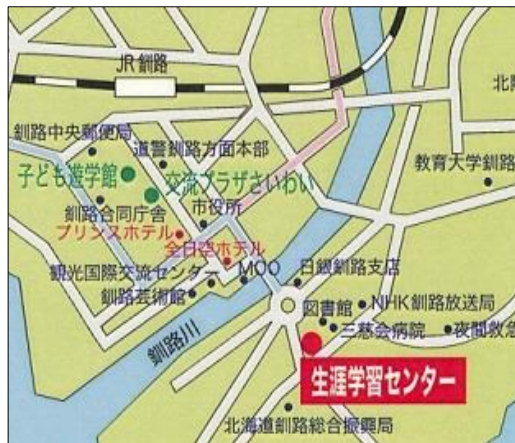 JR釧路
北陽
釧路中央郵便局
道警釧路方面本部
子ども遊学館
交流プラザさいわい
教育大学釧路
釧路合同庁舎
市役所
プリンスホテル
全日空ホテル
観光国際交流センター
MOO
日銀釧路支店
釧路芸術館
図書館
NHK釧路放送局
三慈会病院
夜間救急
釧路川
生涯学習センター
北海道釧路総合振興局